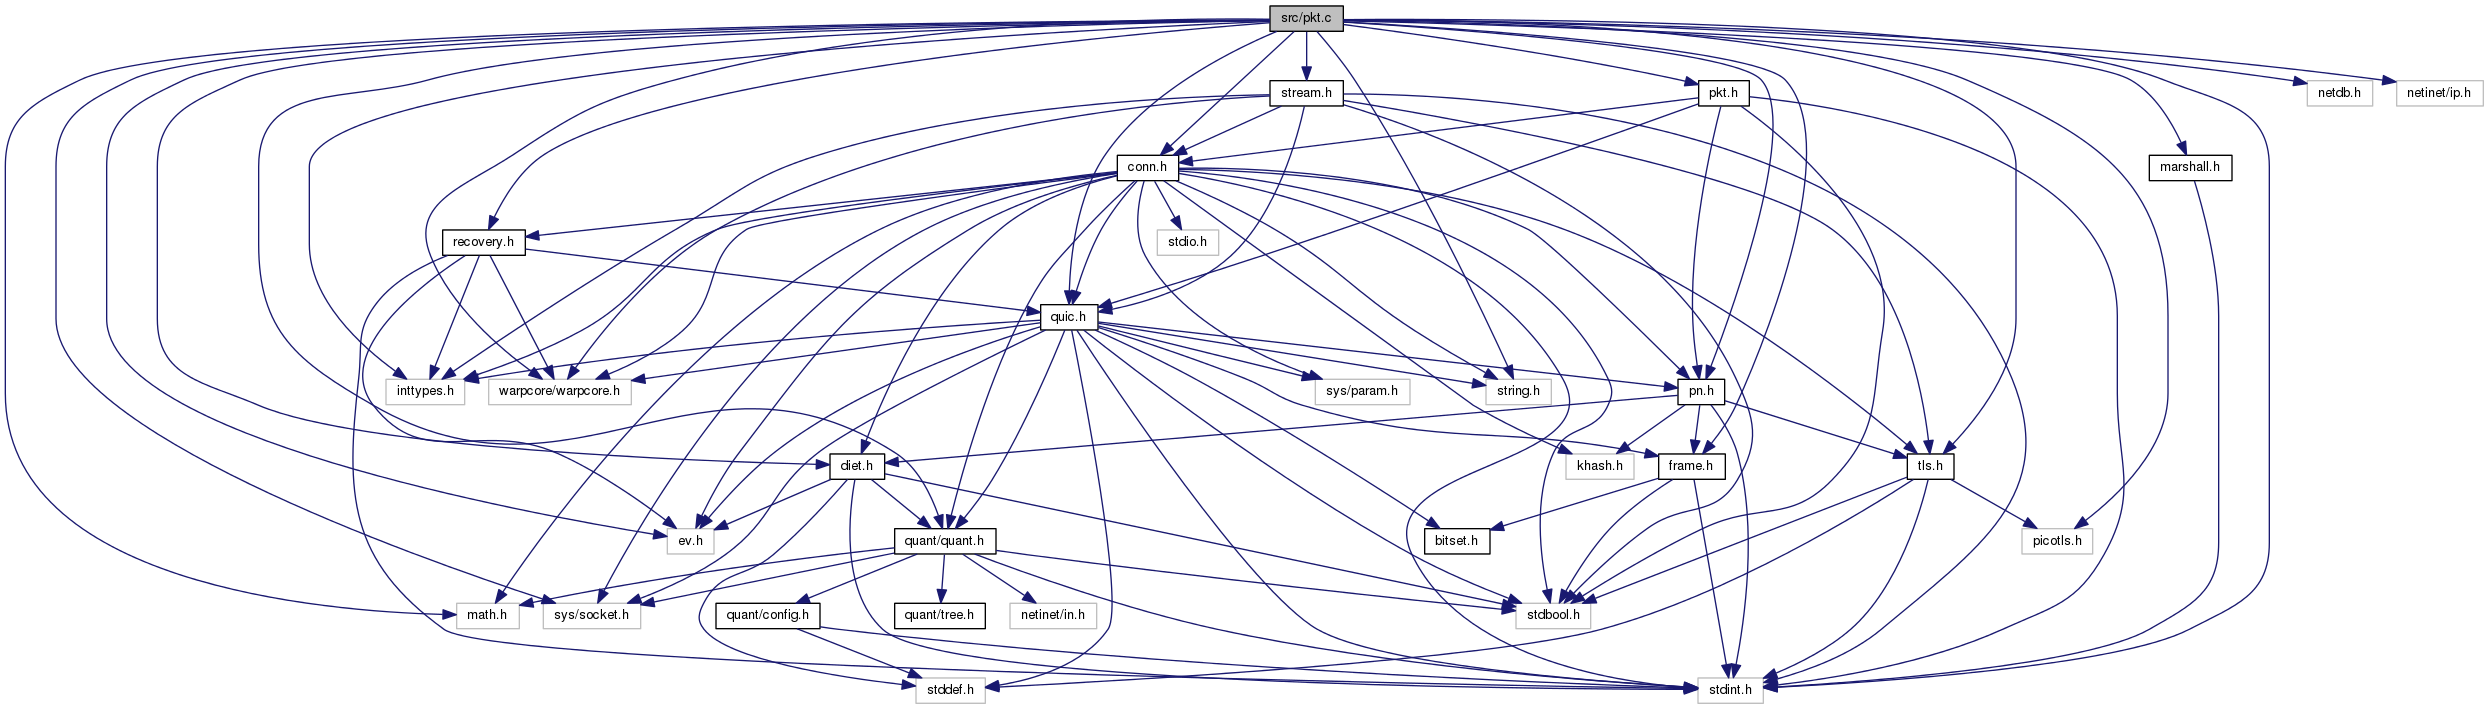 src/pkt.c
stream.h
pkt.h
netdb.h
netinet/ip.h
conn.h
marshall.h
recovery.h
stdio.h
quic.h
inttypes.h
warpcore/warpcore.h
sys/param.h
string.h
pn.h
diet.h
khash.h
frame.h
tls.h
ev.h
quant/quant.h
bitset.h
picotls.h
math.h
sys/socket.h
quant/config.h
quant/tree.h
netinet/in.h
stdbool.h
stddef.h
stdint.h